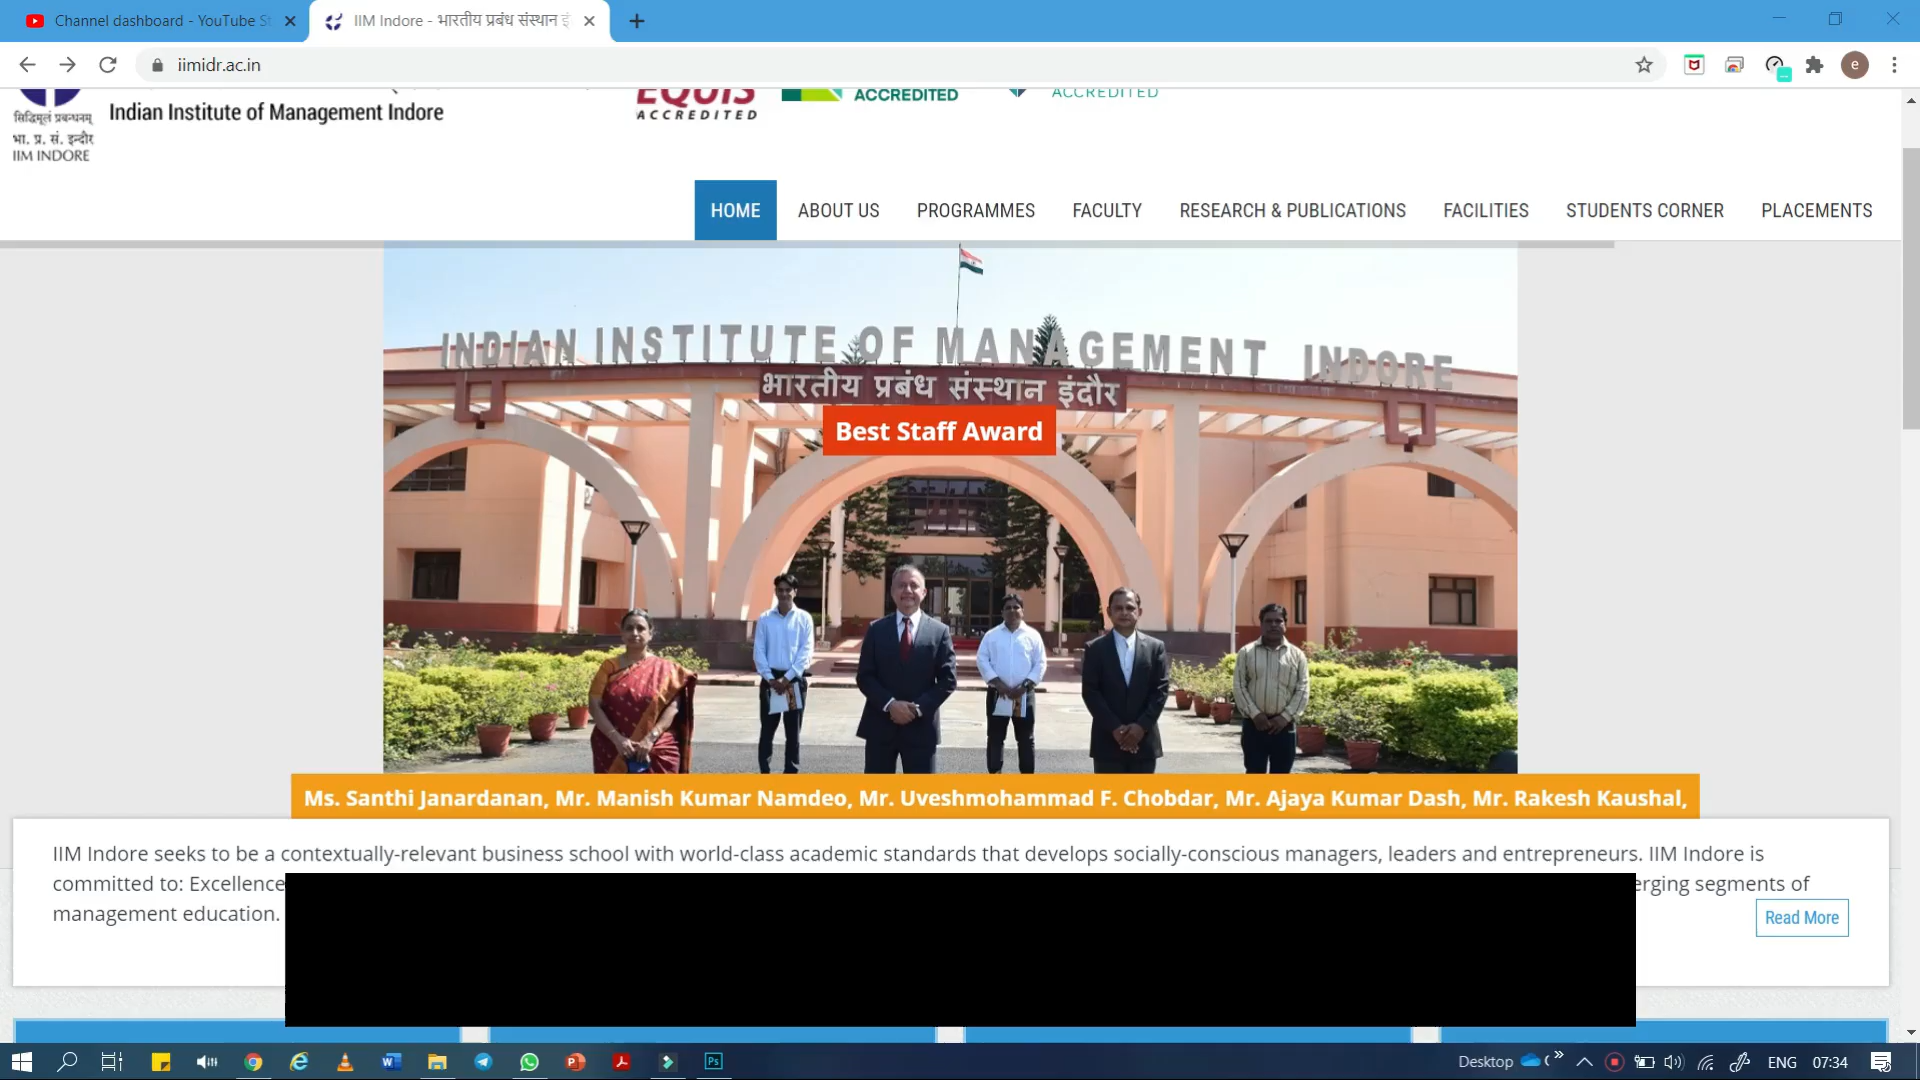 Channel dashboard - YouTube St
IIM Indore - भारतीय प्रबंध संस्थान इं
iimidr.ac.in
e
सिद्धिमूलं प्रबन्धनम्
भा. प्र. सं. इन्दौर
IIM INDORE
Indian Institute of Management Indore
EQUIS
ACCREDITED
ACCREDITED
ACCREDITED
HOME
ABOUT US
PROGRAMMES
FACULTY
RESEARCH & PUBLICATIONS
FACILITIES
STUDENTS CORNER
PLACEMENTS
INDIAN INSTITUTE OF MANAGEMENT INDORE
भारतीय प्रबंध संस्थान इंदौर
Best Staff Award
Ms. Santhi Janardanan, Mr. Manish Kumar Namdeo, Mr. Uveshmohammad F. Chobdar, Mr. Ajaya Kumar Dash, Mr. Rakesh Kaushal,
IIM Indore seeks to be a contextually-relevant business school with world-class academic standards that develops socially-conscious managers, leaders and entrepreneurs. IIM Indore is
committed to: Excellence erging segments of
management education.
Read More
Desktop
ENG
07:34